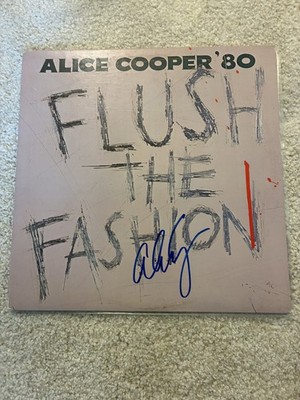 ALICE COOPER '80
FLUSH
THE
FASHION